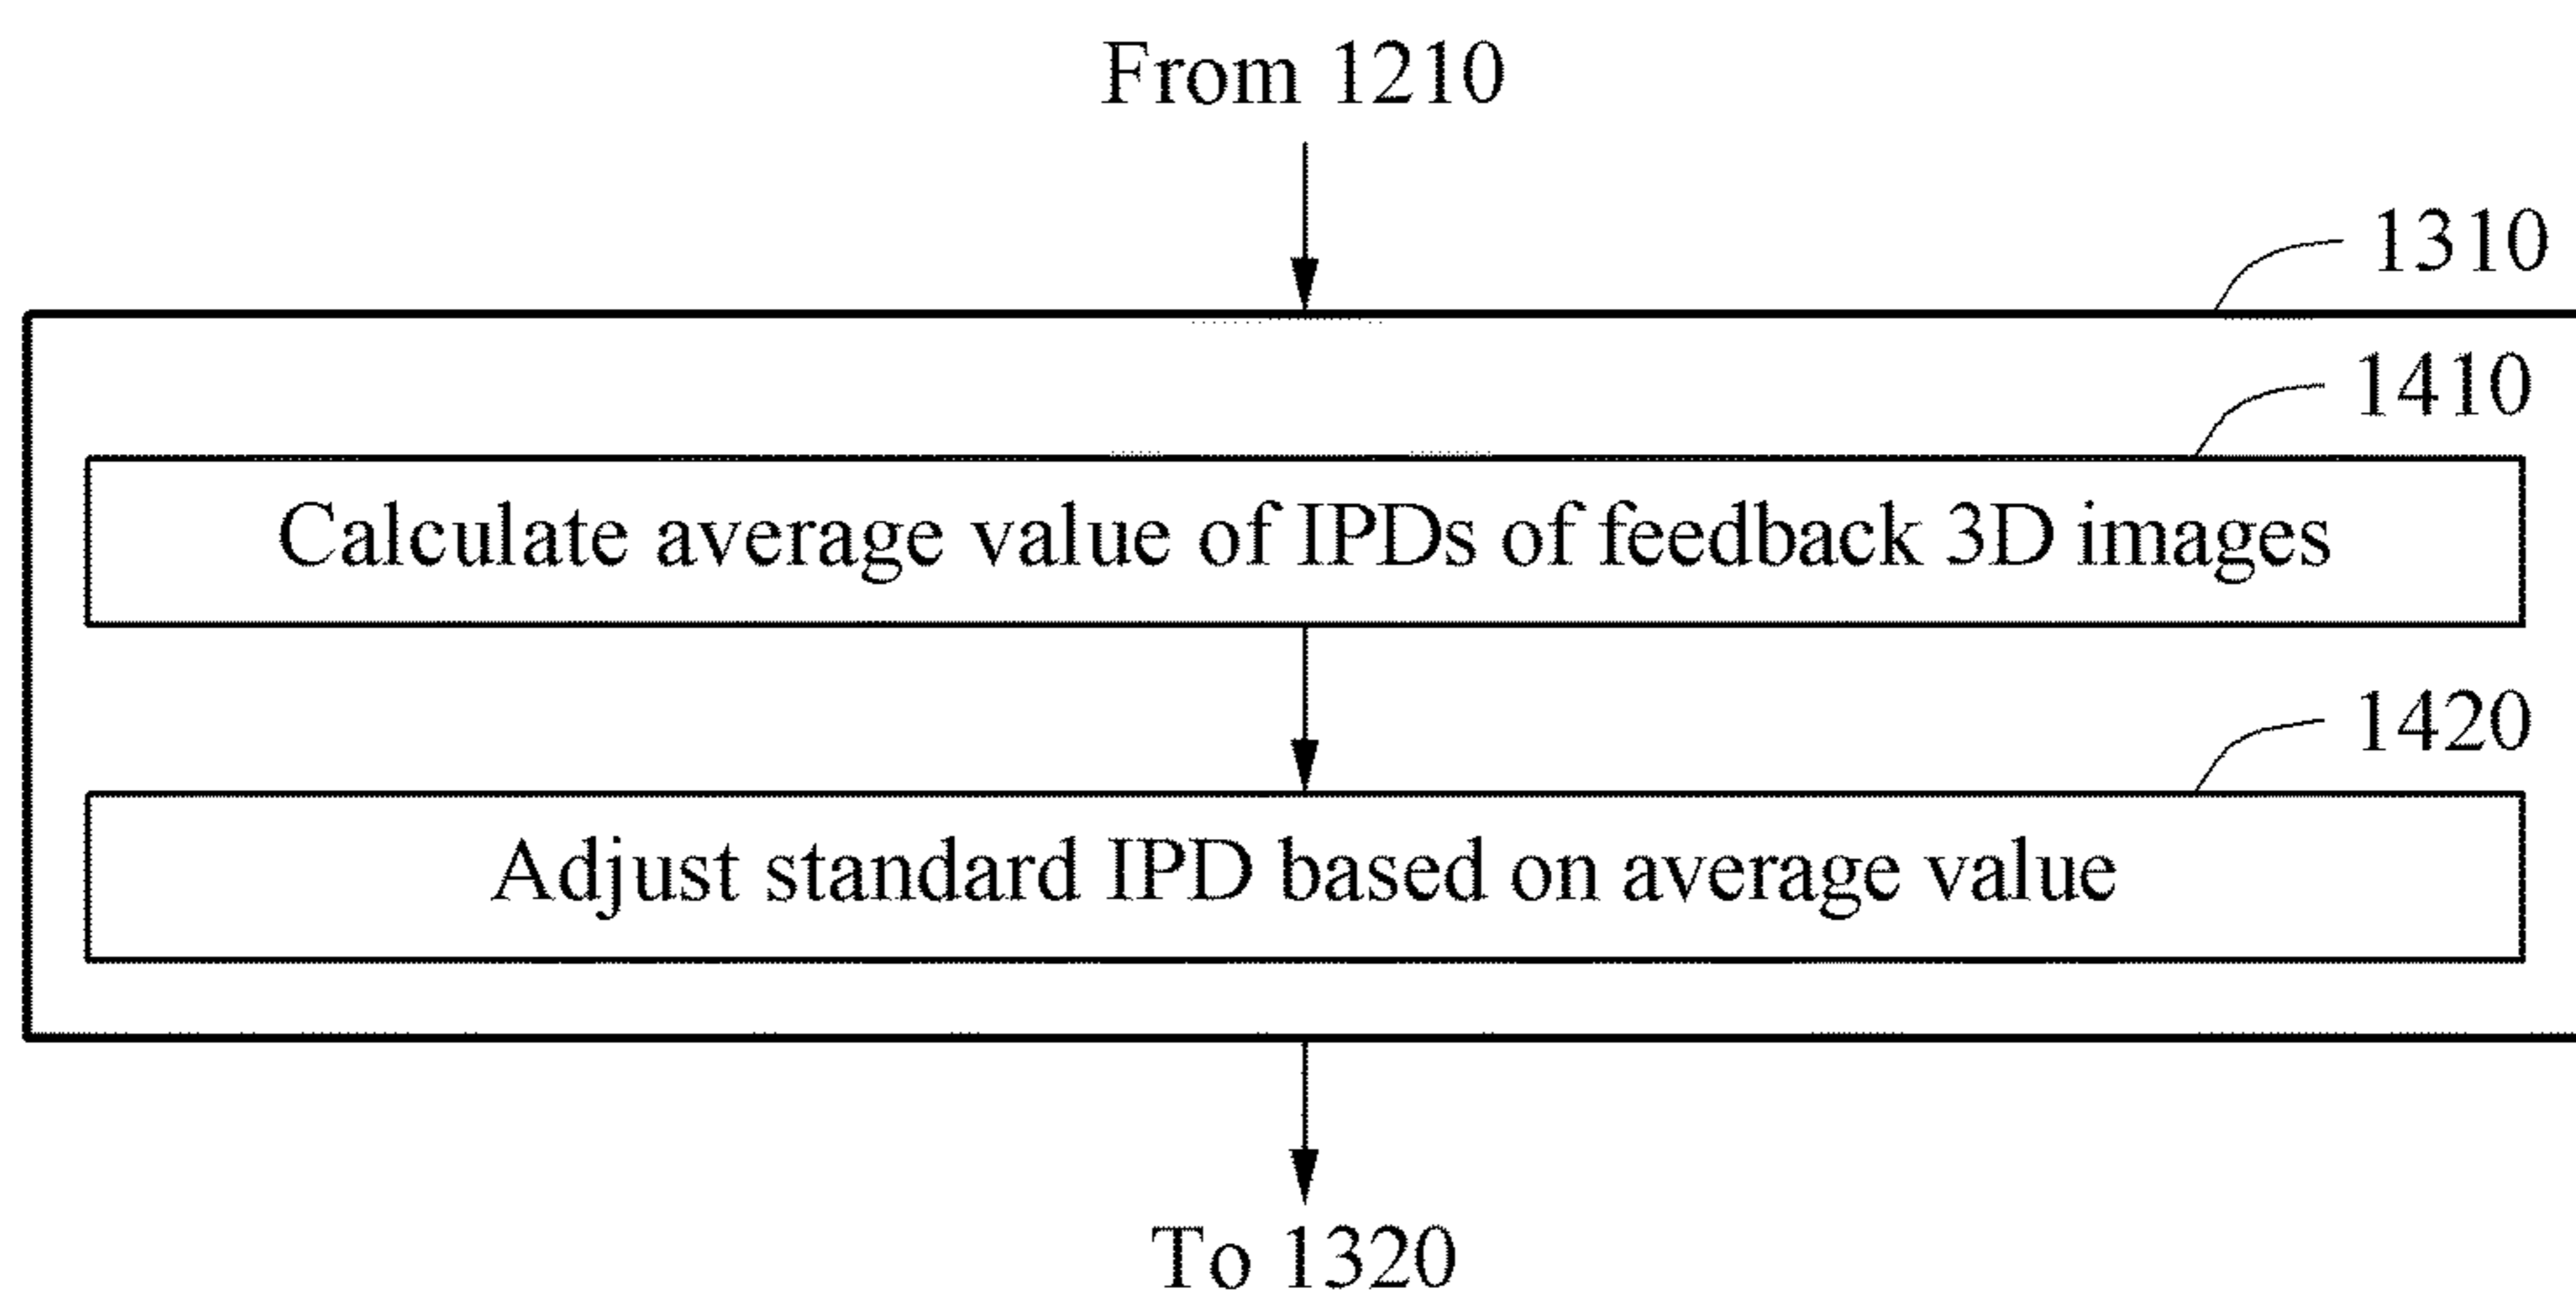 From 1210
1310
1410
Calculate average value of IPDs of feedback 3D images
1420
Adjust standard IPD based on average value
To 1320